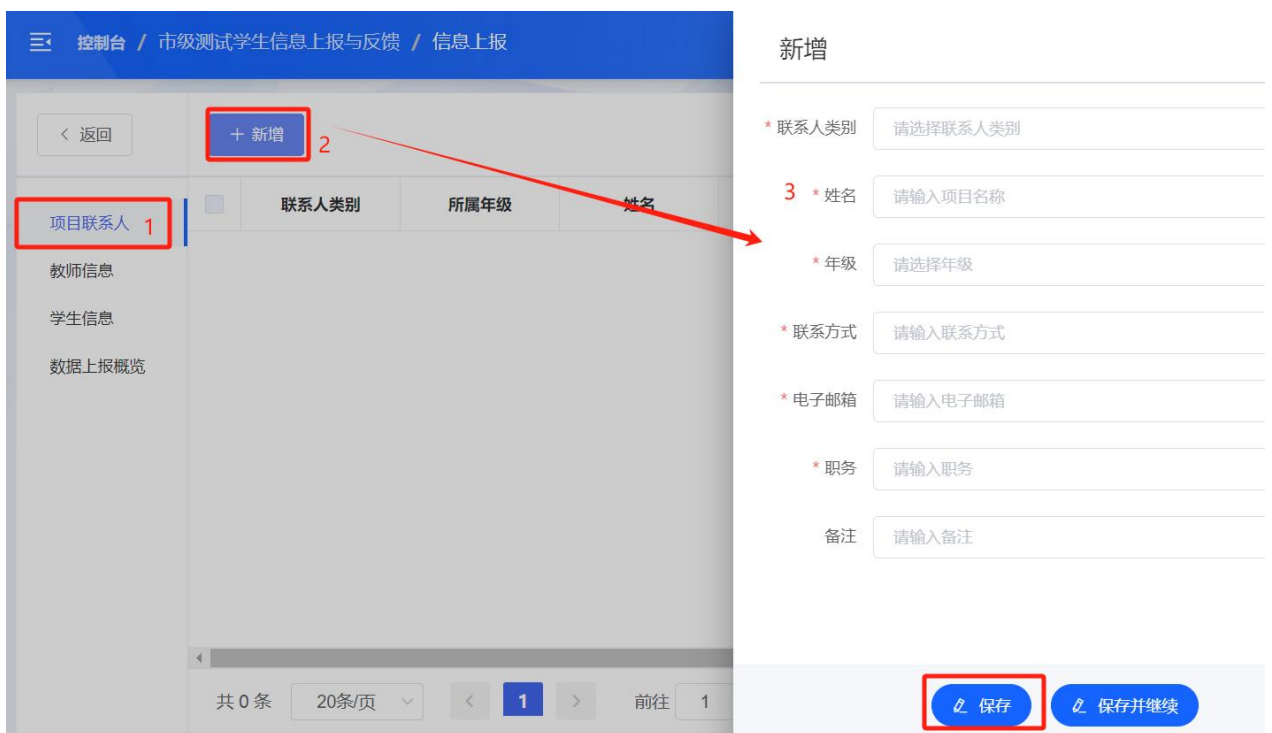 控制台 / 市级测试学生信息上报与反馈 / 信息上报
< 返回
+ 新增
2
联系人类别 所属年级 姓名
项目联系人 1
教师信息
学生信息
数据上报概览
共 0 条 20条/页 < 1 > 前往 1
新增
* 联系人类别 请选择联系人类别
3 * 姓名 请输入项目名称
* 年级 请选择年级
* 联系方式 请输入联系方式
* 电子邮箱 请输入电子邮箱
* 职务 请输入职务
备注 请输入备注
保存 保存并继续